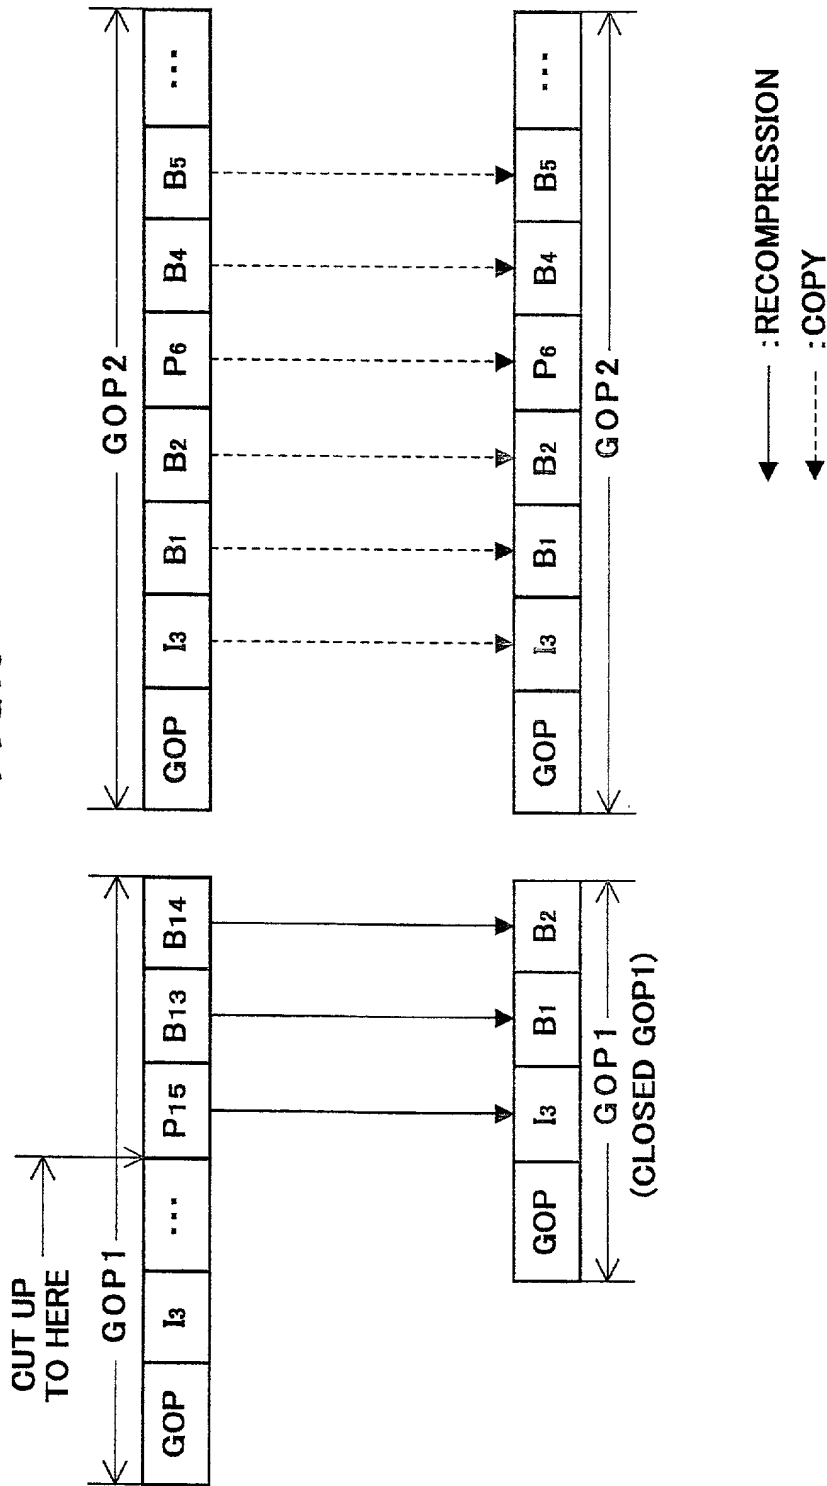 CUT UP
TO HERE
GOP1
GOP2
GOP I3 ... P15 B13 B14
GOP I3 B1 B2 P6 B4 B5 ...
GOP I3 B1 B2
GOP I3 B1 B2 P6 B4 B5 ...
GOP1
(CLOSED GOP1)
GOP2
:RECOMPRESSION
:COPY